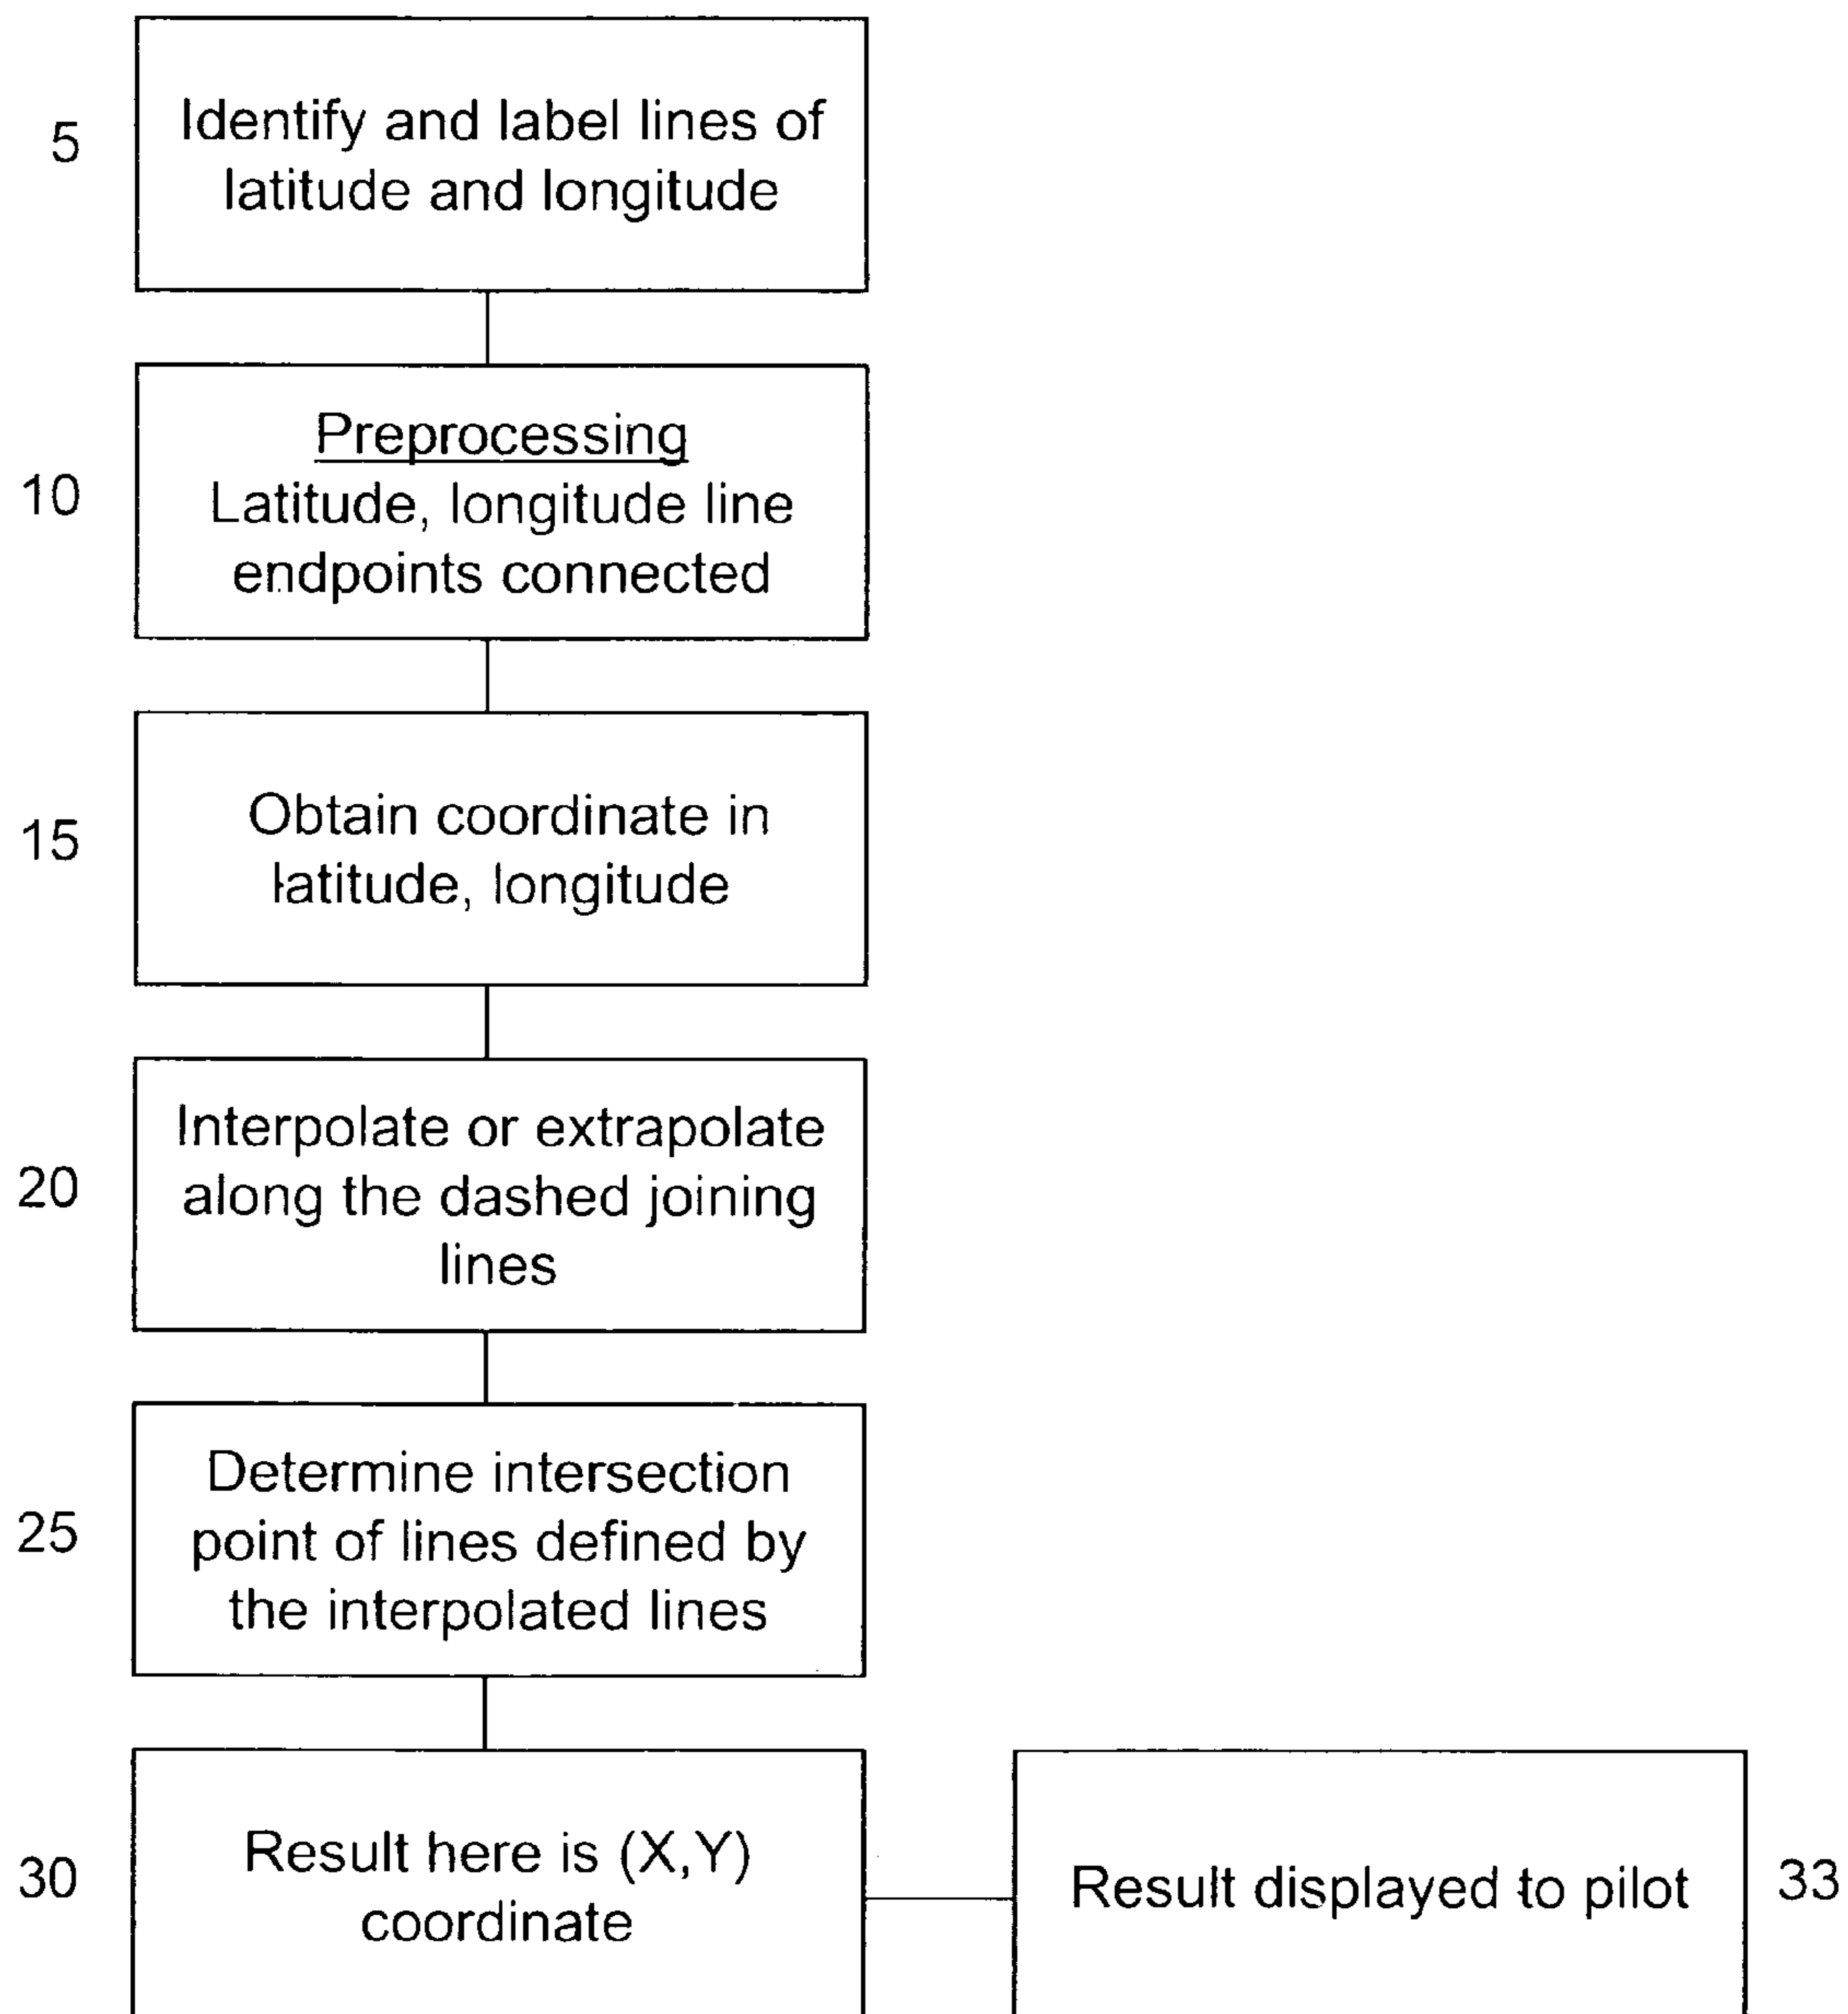 5
Identify and label lines of
latitude and longitude
10
Preprocessing
Latitude, longitude line
endpoints connected
15
Obtain coordinate in
latitude, longitude
20
Interpolate or extrapolate
along the dashed joining
lines
25
Determine intersection
point of lines defined by
the interpolated lines
30
Result here is (X,Y)
coordinate
Result displayed to pilot
33